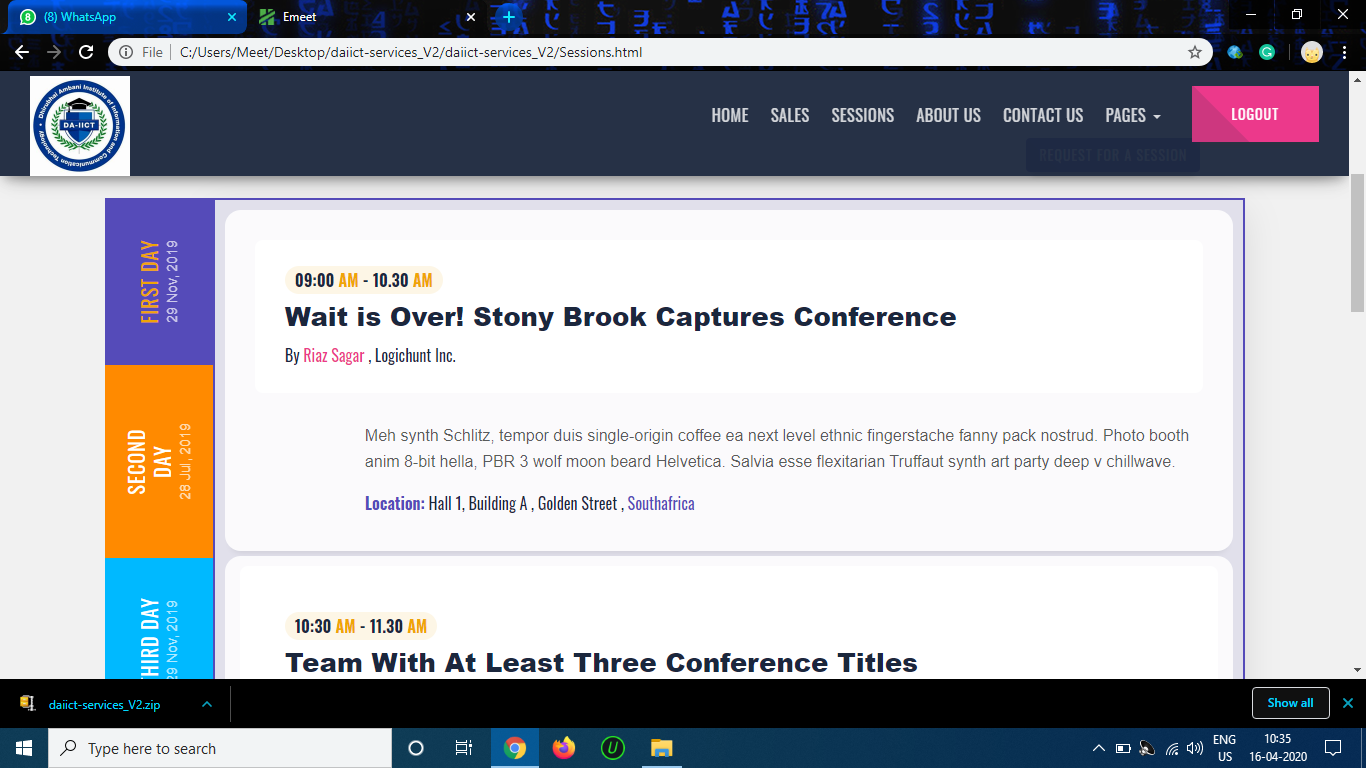 (8) WhatsApp
Emeet
File
C:/Users/Meet/Desktop/daiict-services_V2/daiict-services_V2/Sessions.html
Dhirubhai Ambani Institute of Information and Communication Technology
DA-IICT
HOME SALES SESSIONS ABOUT US CONTACT US PAGES
LOGOUT
REQUEST FOR A SESSION
FIRST DAY
29 Nov, 2019
09:00 AM - 10.30 AM
Wait is Over! Stony Brook Captures Conference
By Riaz Sagar , Logichunt Inc.
SECOND
DAY
28 Jul, 2019
Meh synth Schlitz, tempor duis single-origin coffee ea next level ethnic fingerstache fanny pack nostrud. Photo booth
anim 8-bit hella, PBR 3 wolf moon beard Helvetica. Salvia esse flexitarian Truffaut synth art party deep v chillwave.
Location: Hall 1, Building A , Golden Street , Southafrica
THIRD DAY
29 Nov, 2019
10:30 AM - 11.30 AM
Team With At Least Three Conference Titles
daiict-services_V2.zip
Show all
Type here to search
ENG
US
10:35
16-04-2020